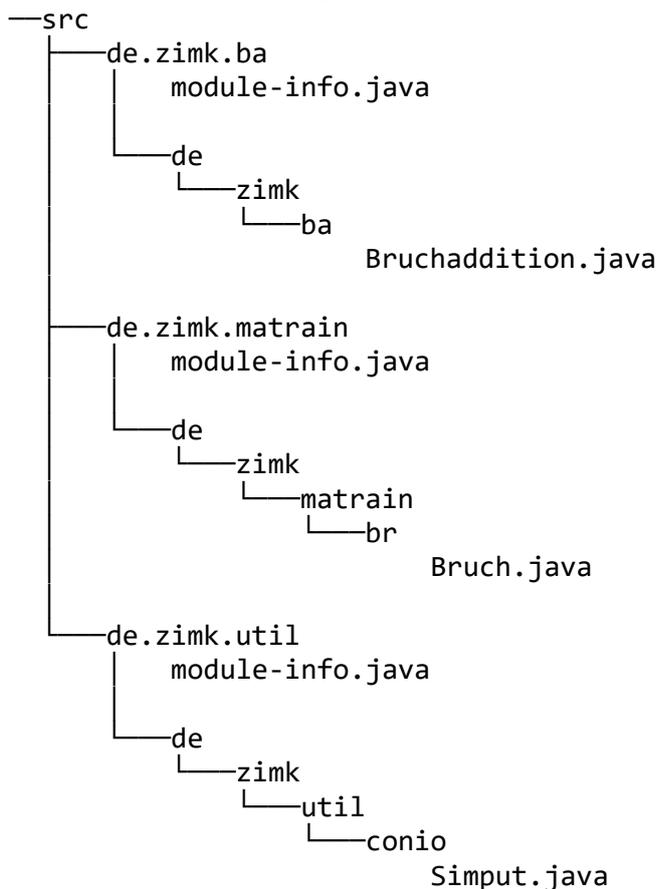 src
de.zimk.ba
module-info.java
de
zimk
ba
Bruchaddition.java
de.zimk.matrain
module-info.java
de
zimk
matrain
br
Bruch.java
de.zimk.util
module-info.java
de
zimk
util
conio
Simput.java